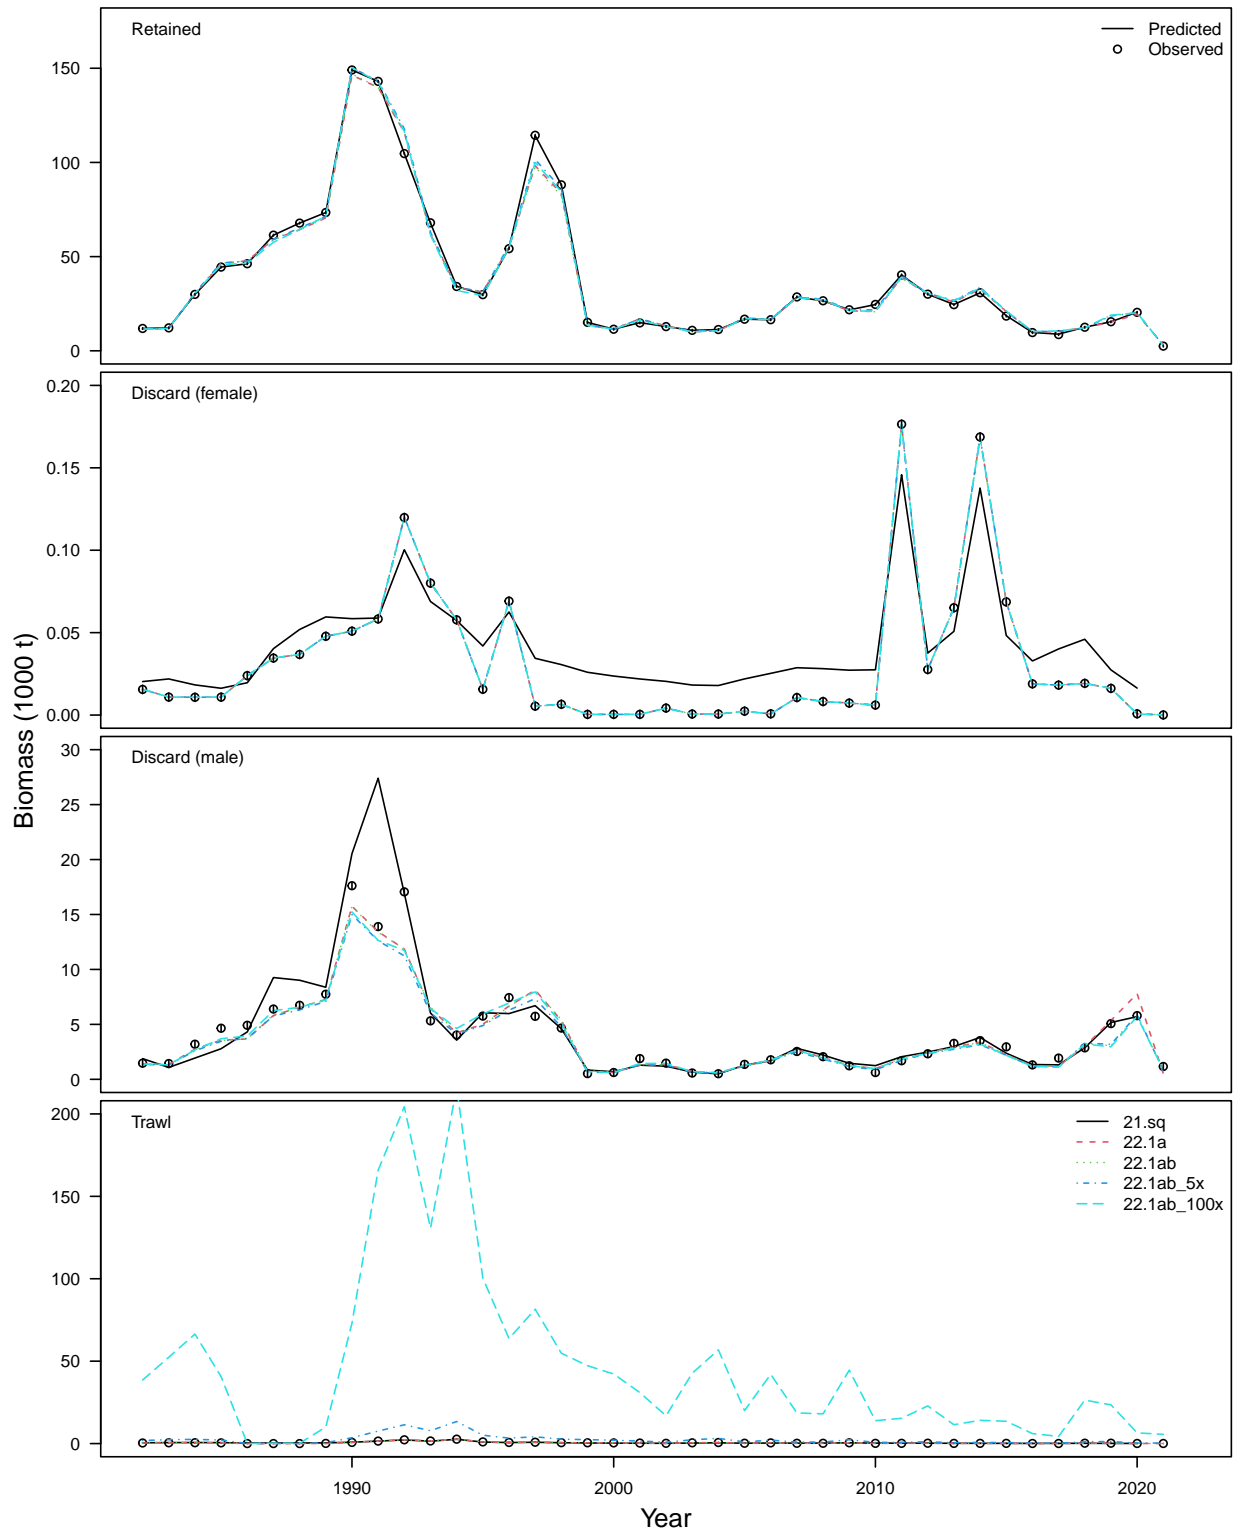 Retained
Predicted
Observed
150
100
50
0
Discard (female)
0.20
0.15
0.10
0.05
0.00
Discard (male)
30
25
20
15
10
5
0
Trawl
21.sq
22.1a
22.1ab
22.1ab_5x
22.1ab_100x
200
150
100
50
0
1990 2000 2010 2020
Year
Biomass (1000 t)